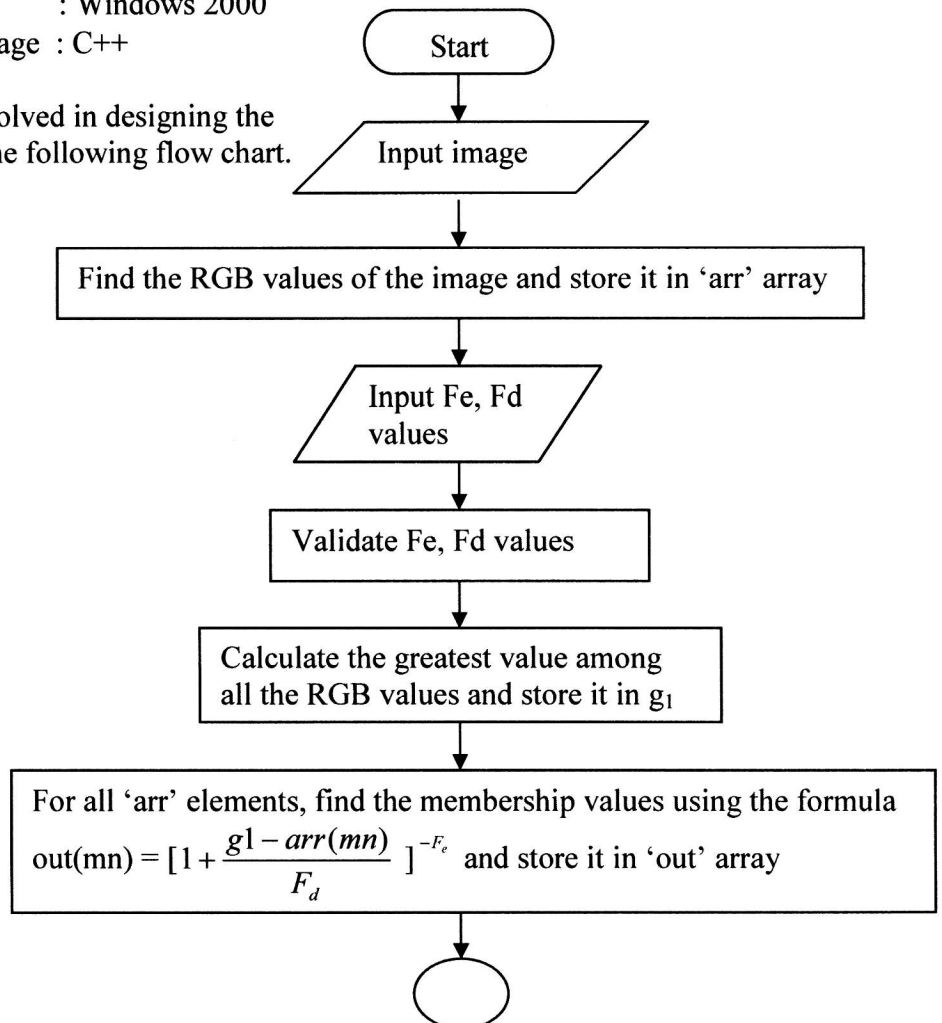 : Windows 2000
age : C++
olved in designing the
he following flow chart.
Start
Input image
Find the RGB values of the image and store it in ‘arr’ array
Input Fe, Fd
values
Validate Fe, Fd values
Calculate the greatest value among
all the RGB values and store it in g₁
For all ‘arr’ elements, find the membership values using the formula
out(mn) = [1 + \frac{g1 − arr(mn)}{F_d} ]^{−F_e} and store it in ‘out’ array